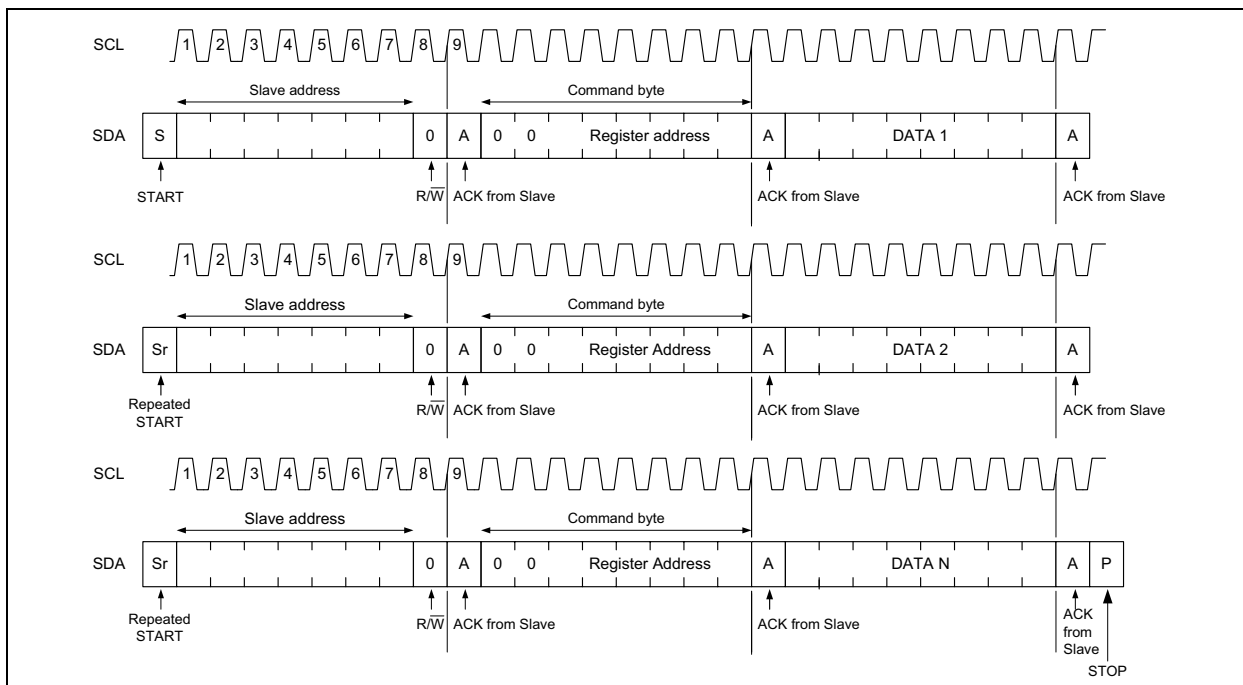 SCL 1 2 3 4 5 6 7 8 9
Slave address Command byte
SDA S 0 A 0 0 Register address A DATA 1 A
START R/W̅ ACK from Slave ACK from Slave ACK from Slave
SCL 1 2 3 4 5 6 7 8 9
Slave address Command byte
SDA Sr 0 A 0 0 Register Address A DATA 2 A
Repeated
START
R/W̅ ACK from Slave ACK from Slave ACK from Slave
SCL 1 2 3 4 5 6 7 8 9
Slave address Command byte
SDA Sr 0 A 0 0 Register Address A DATA N A P
Repeated
START
R/W̅ ACK from Slave ACK from Slave
ACK
from
Slave
STOP